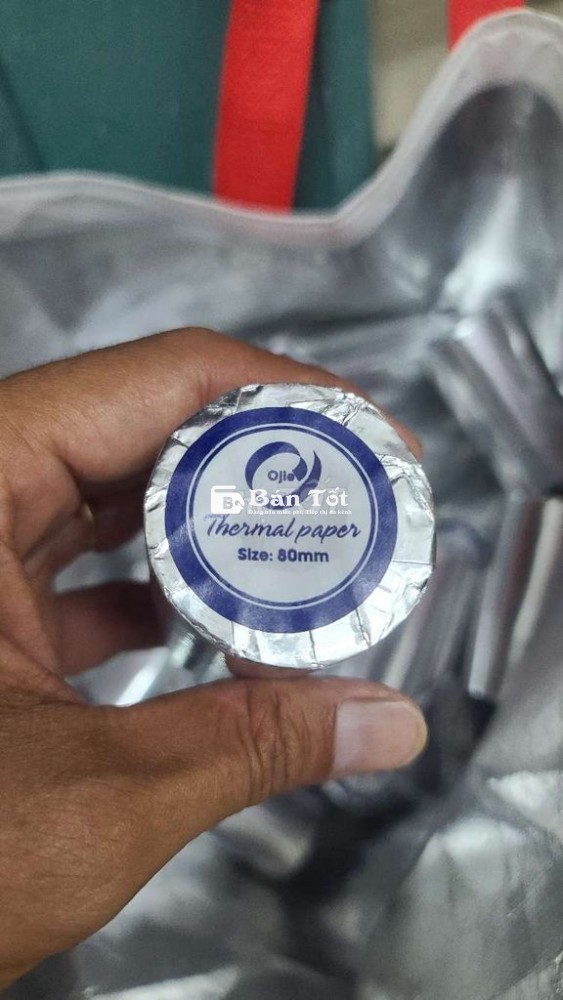 Ojie
Bán Tốt
Thermal paper
Size: 80mm